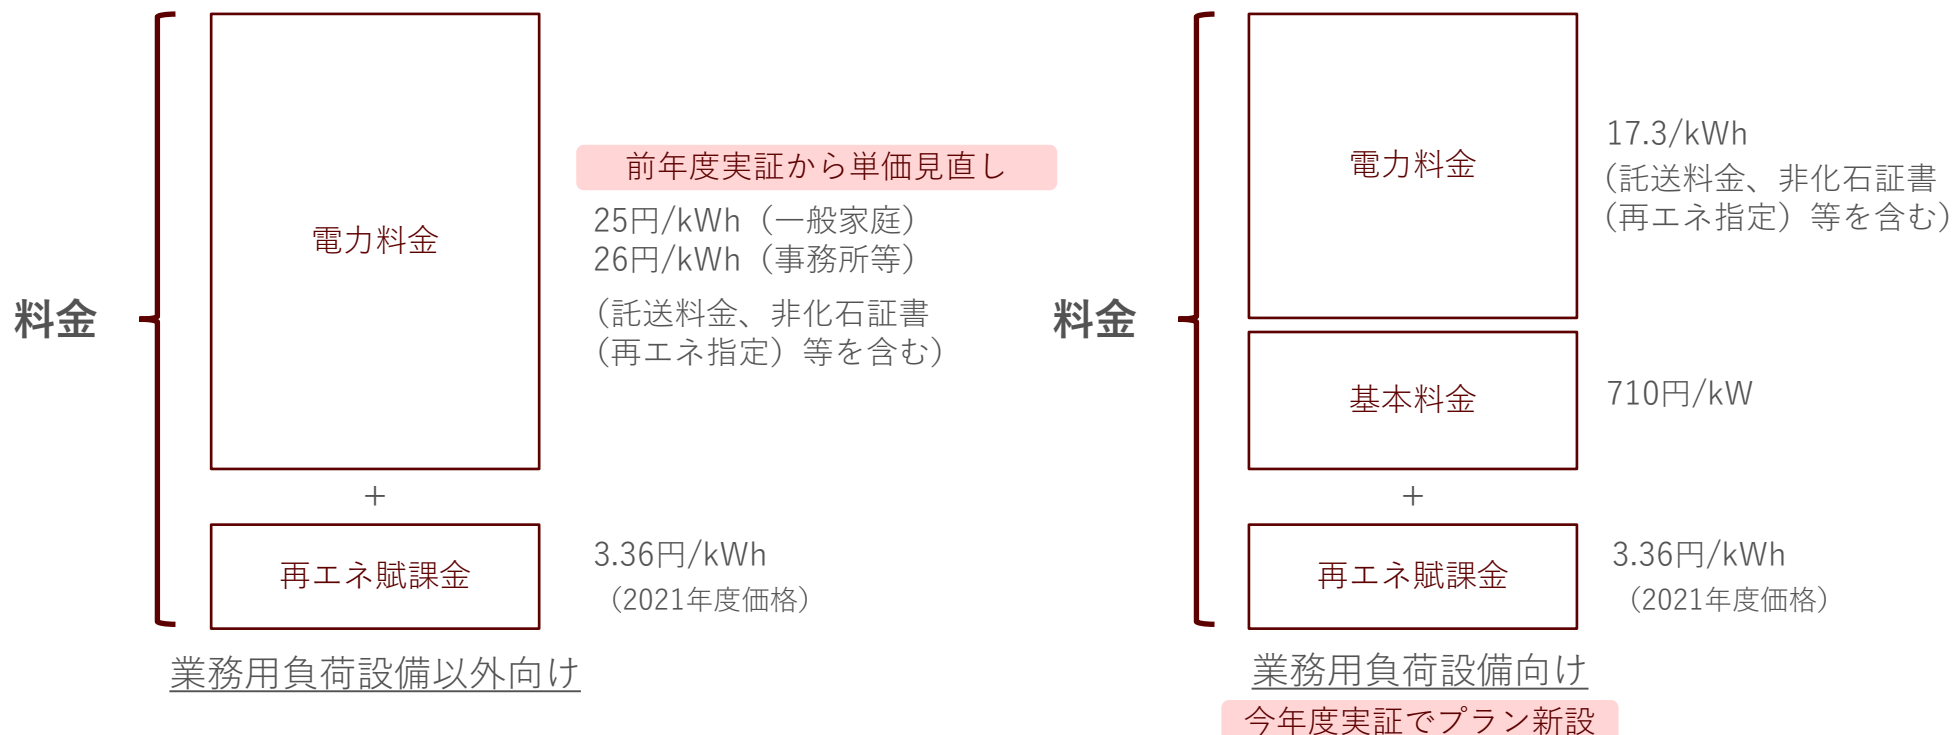 料金
電力料金
前年度実証から単価見直し
25円/kWh（一般家庭）
26円/kWh（事務所等）
（託送料金、非化石証書
（再エネ指定）等を含む）
+
再エネ賦課金
3.36円/kWh
（2021年度価格）
業務用負荷設備以外向け
料金
電力料金
17.3/kWh
（託送料金、非化石証書
（再エネ指定）等を含む）
基本料金
710円/kW
+
再エネ賦課金
3.36円/kWh
（2021年度価格）
業務用負荷設備向け
今年度実証でプラン新設